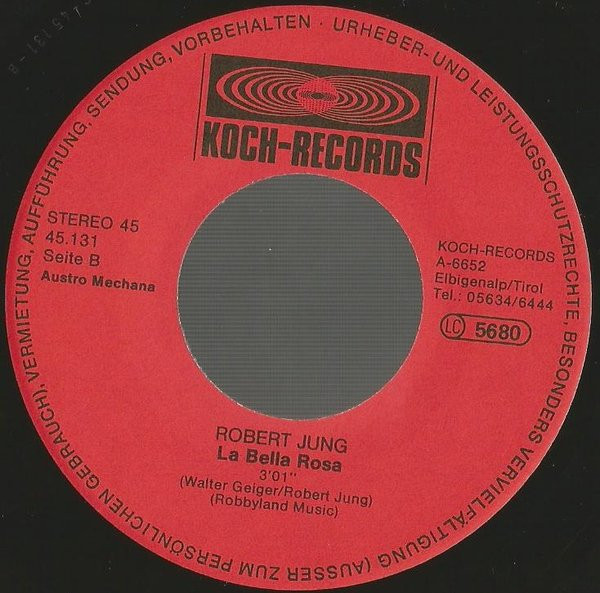 URHEBER-UND LEISTUNGSSCHUTZRECHTE, BESONDERS VERVIELFÄLTIGUNG (AUSSER ZUM PERSÖNLICHEN GEBRAUCH), VERMIETUNG, AUFFÜHRUNG, SENDUNG, VORBEHALTEN ·
KOCH-RECORDS
STEREO 45
45.131
Seite B
Austro Mechana
KOCH-RECORDS
A-6652
Elbigenalp/Tirol
Tel.: 05634/6444
LC 5680
ROBERT JUNG
La Bella Rosa
3'01"
(Walter Geiger/Robert Jung)
(Robbyland Music)